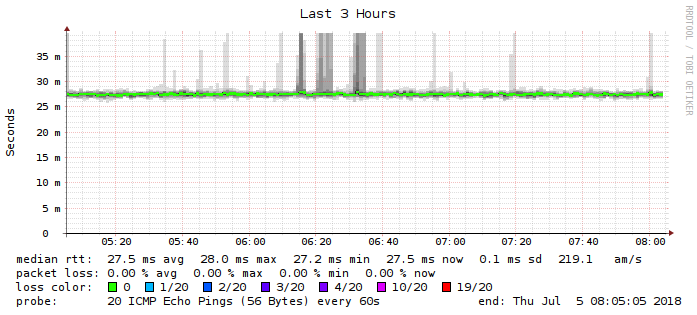 Last 3 Hours
RRDTOOL / TOBI OETIKER
Seconds
35 m
30 m
25 m
20 m
15 m
10 m
5 m
0
05:20 05:40 06:00 06:20 06:40 07:00 07:20 07:40 08:00
median rtt: 27.5 ms avg 28.0 ms max 27.2 ms min 27.5 ms now 0.1 ms sd 219.1 am/s
packet loss: 0.00 % avg 0.00 % max 0.00 % min 0.00 % now
loss color: 0 1/20 2/20 3/20 4/20 10/20 19/20
probe: 20 ICMP Echo Pings (56 Bytes) every 60s end: Thu Jul 5 08:05:05 2018